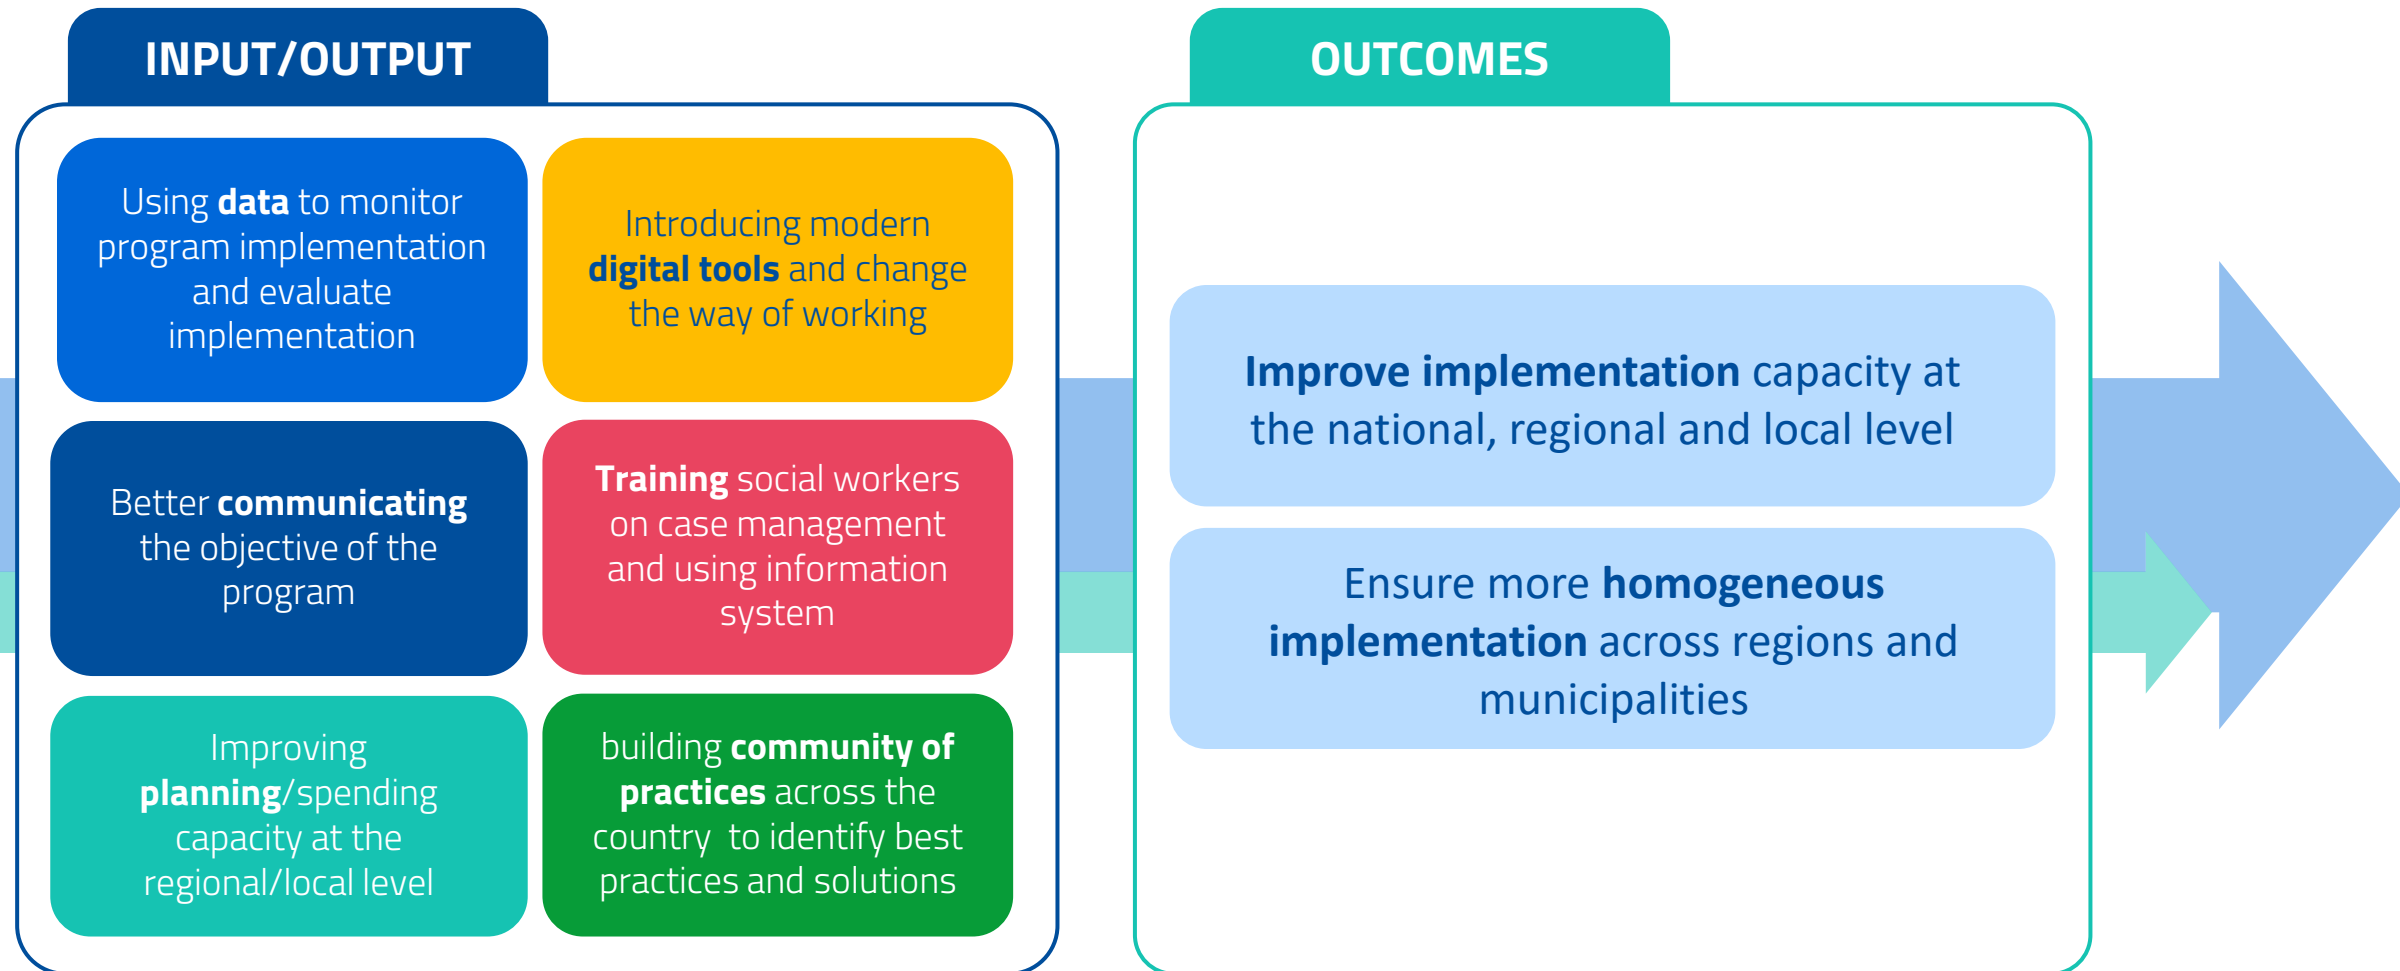 INPUT/OUTPUT
Using data to monitor
program implementation
and evaluate
implementation
Introducing modern
digital tools and change
the way of working
Better communicating
the objective of the
program
Training social workers
on case management
and using information
system
Improving
planning/spending
capacity at the
regional/local level
building community of
practices across the
country  to identify best
practices and solutions
OUTCOMES
Improve implementation capacity at
the national, regional and local level
Ensure more homogeneous
implementation across regions and
municipalities